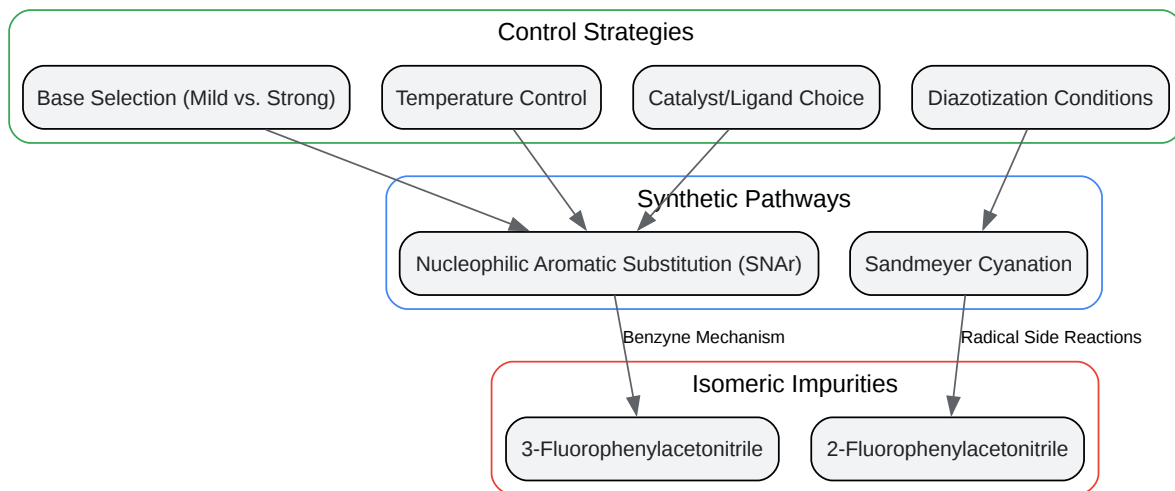 Control Strategies
Base Selection (Mild vs. Strong)
Temperature Control
Catalyst/Ligand Choice
Diazotization Conditions
Synthetic Pathways
Nucleophilic Aromatic Substitution (SNAr)
Sandmeyer Cyanation
Benzyne Mechanism
Radical Side Reactions
Isomeric Impurities
3-Fluorophenylacetonitrile
2-Fluorophenylacetonitrile